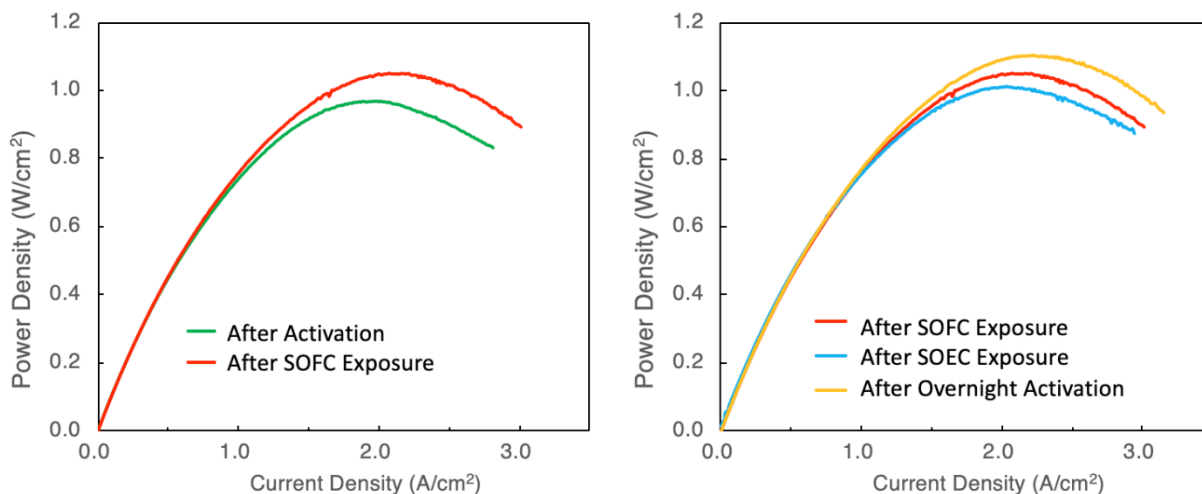 1.2
1.0
0.8
0.6
0.4
0.2
0.0
Power Density (W/cm²)
After Activation
After SOFC Exposure
0.0 1.0 2.0 3.0
Current Density (A/cm²)
1.2
1.0
0.8
0.6
0.4
0.2
0.0
Power Density (W/cm²)
After SOFC Exposure
After SOEC Exposure
After Overnight Activation
0.0 1.0 2.0 3.0
Current Density (A/cm²)